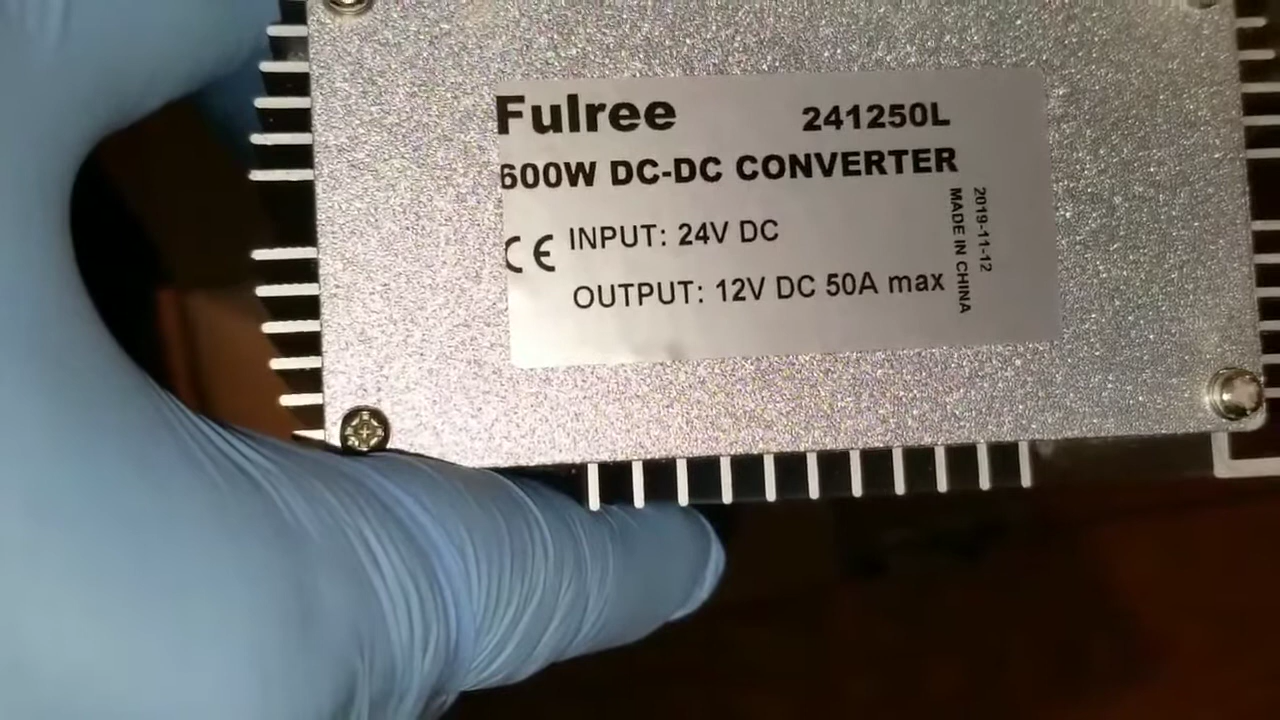 Fulree 241250L
600W DC-DC CONVERTER
CE INPUT: 24V DC
OUTPUT: 12V DC 50A max
2019-11-12
MADE IN CHINA